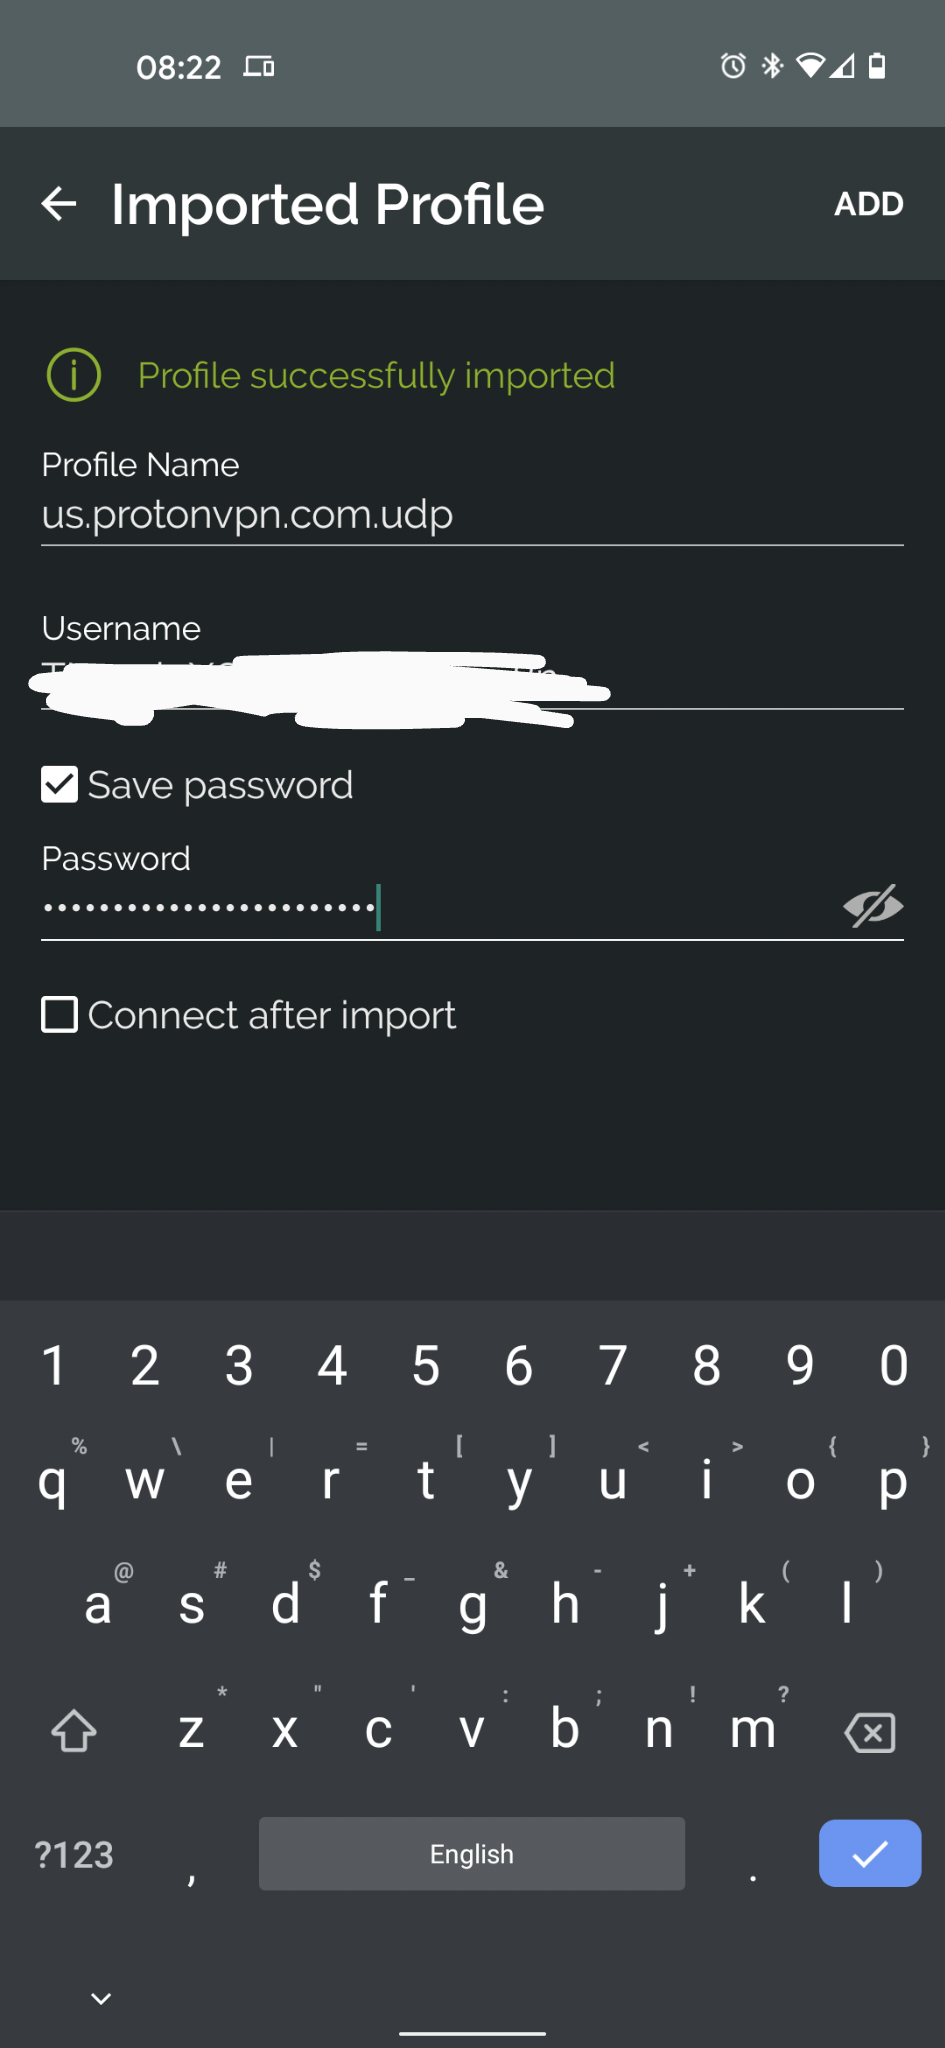 08:22
Imported Profile ADD
Profile successfully imported
Profile Name
us.protonvpn.com.udp
Username
Save password
Password
Connect after import
1 2 3 4 5 6 7 8 9 0
% \ | = [ ] < > { }
q w e r t y u i o p
@ # $ _ & - + ( )
a s d f g h j k l
* " ' : ; ! ?
z x c v b n m
?123 , English .